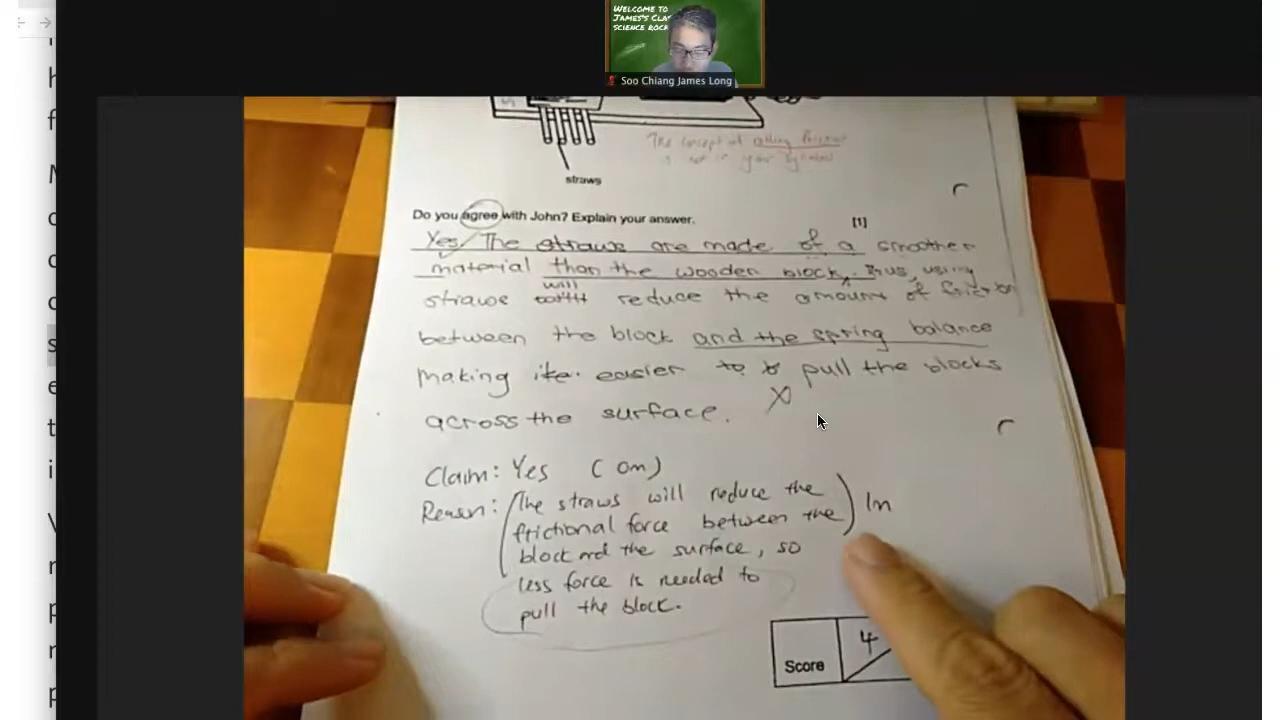 WELCOME TO
JAMES'S CLA
SCIENCE ROCK
Soo Chiang James Long
The concept of rolling friction
is not in your syllabus
straws
Do you agree with John? Explain your answer. [1]
Yes. The straws are made of a smoother
material than the wooden block. Thus, using
straws will reduce the amount of friction
between the block and the spring balance
making it easier to pull the blocks
across the surface. X
Claim: Yes (0m)
Reason: (The straws will reduce the
frictional force between the) 1m
block and the surface, so
less force is needed to
pull the block.
Score 4